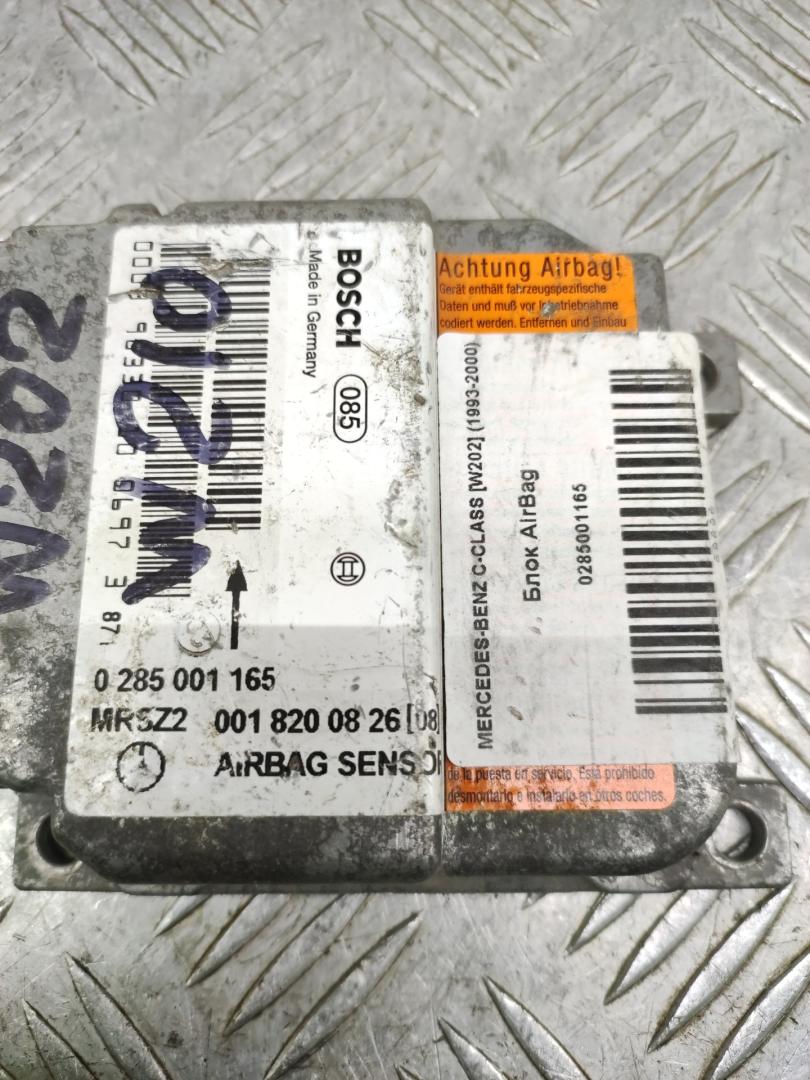 W202
W210
BOSCH
Made in Germany
085
0 285 001 165
MRSZ2 001 820 08 26 [08
AIRBAG SENSOR
Achtung Airbag!
Gerät enthält fahrzeugspezifische
Daten und muß vor Inbetriebnahme
codiert werden. Entfernen und Einbau
MERCEDES-BENZ C-CLASS [W202] (1993-2000)
Блок AirBag
0285001165
de la puesta en servicio. Está prohibido
desmontarlo e instalarlo en otros coches.